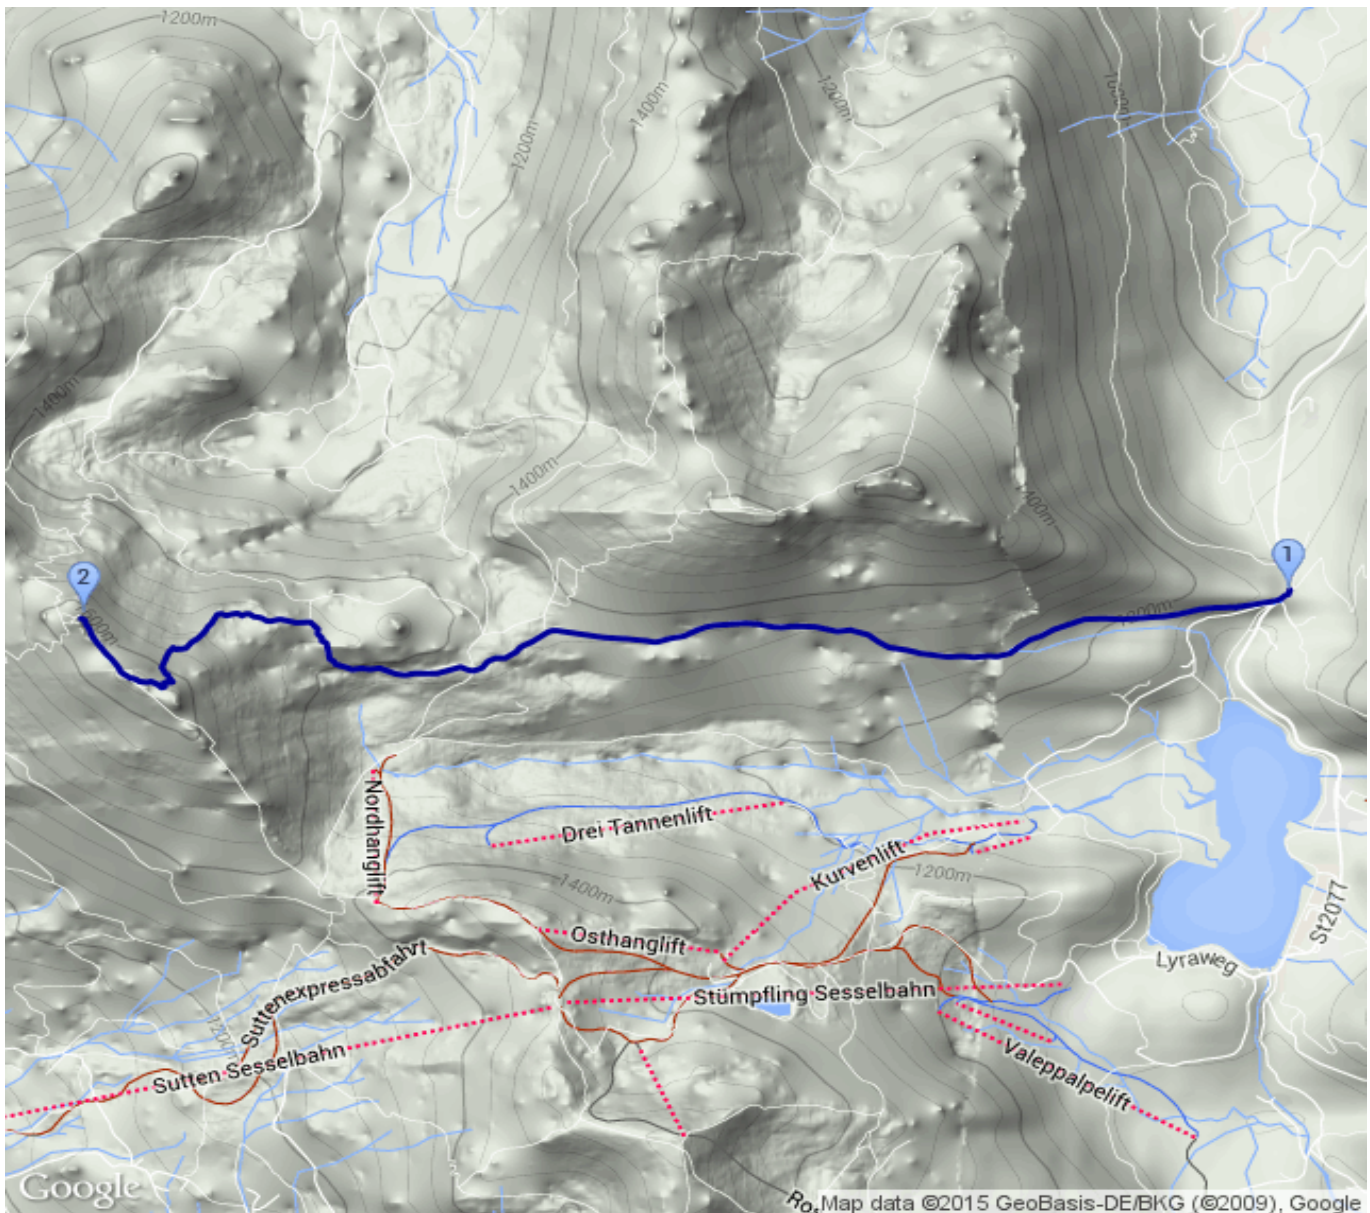 1200m
1400m
1200m
1200m
1000m
1400m
1400m
1400m
1
2
1000m
Nordhanglift
Drei Tannenlift
Kurvenlift
1200m
1400m
St2077
Osthanglift
Lyraweg
Suttenexpressabfahrt
Stümpfling Sesselbahn
1200m
Sutten Sesselbahn
Valeppalpelift
Google
Map data ©2015 GeoBasis-DE/BKG (©2009), Google